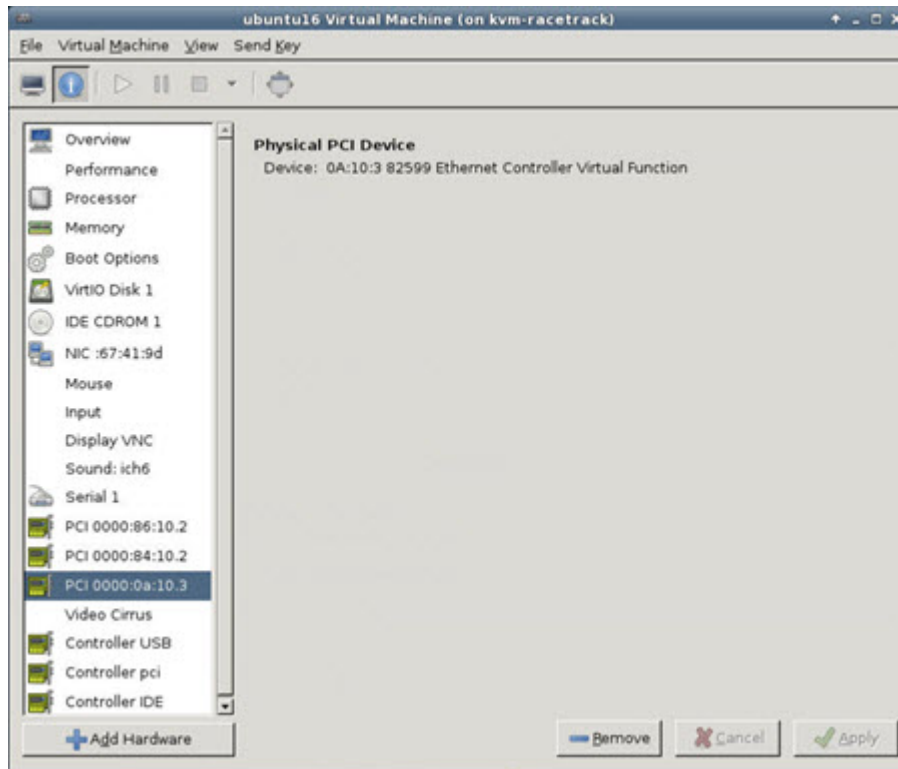 ubuntu16 Virtual Machine (on kvm-racetrack)
File Virtual Machine View Send Key
Overview
Physical PCI Device
Device: 0A:10:3 82599 Ethernet Controller Virtual Function
Performance
Processor
Memory
Boot Options
VirtIO Disk 1
IDE CDROM 1
NIC :67:41:9d
Mouse
Input
Display VNC
Sound: ich6
Serial 1
PCI 0000:86:10.2
PCI 0000:84:10.2
PCI 0000:0a:10.3
Video Cirrus
Controller USB
Controller pci
Controller IDE
Add Hardware
Remove Cancel Apply